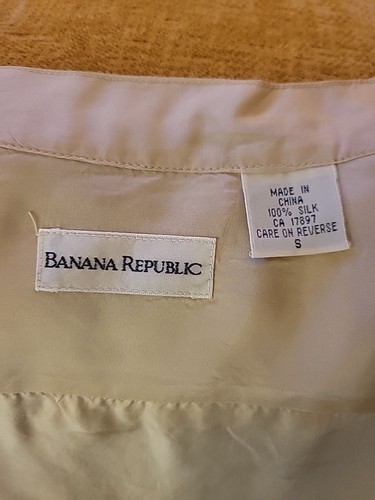 BANANA REPUBLIC
MADE IN
CHINA
100% SILK
CA 17897
CARE ON REVERSE
S